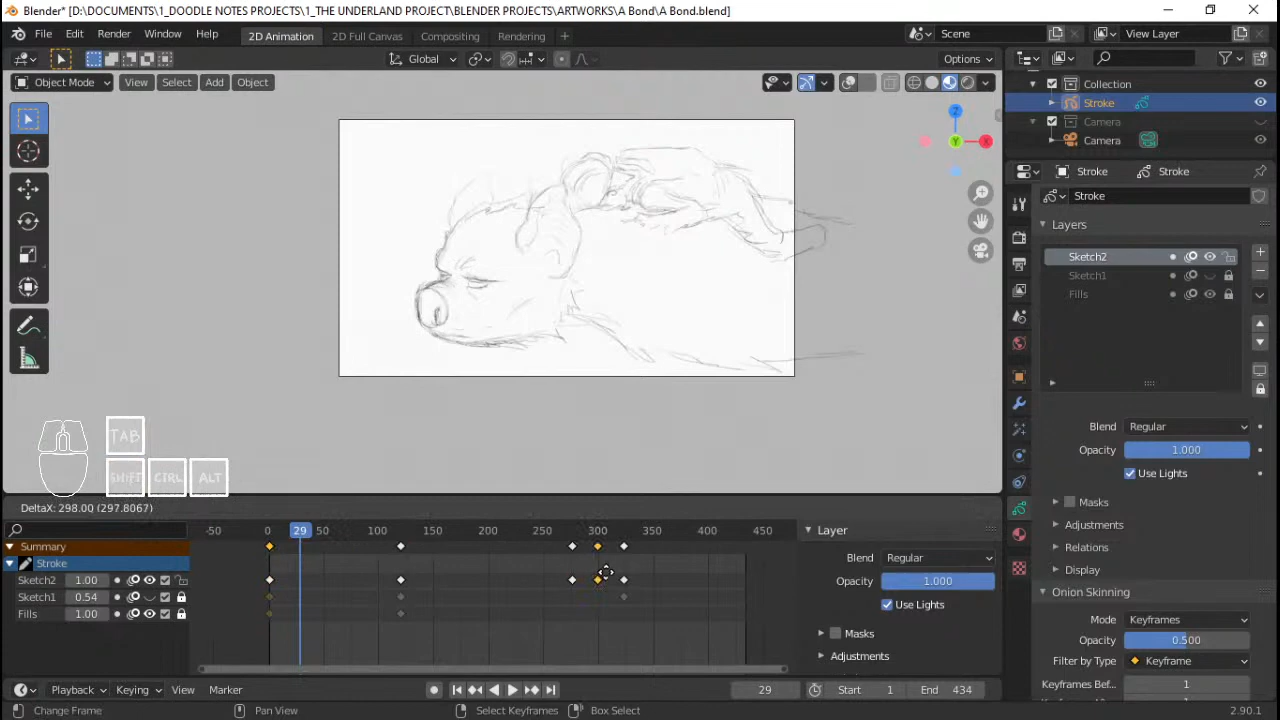 Blender* [D:\DOCUMENTS\1_DOODLE NOTES PROJECTS\1_THE UNDERLAND PROJECT\BLENDER PROJECTS\ARTWORKS\A Bond\A Bond.blend]
File Edit Render Window Help 2D Animation 2D Full Canvas Compositing Rendering + Scene View Layer
Global Options
Object Mode View Select Add Object
Z
Y X
Collection
Stroke
Camera
Camera
Stroke Stroke
Stroke
Layers
Sketch2
Sketch1
Fills
Blend Regular
Opacity 1.000
Use Lights
Masks
Adjustments
Relations
Display
Onion Skinning
Mode Keyframes
Opacity 0.500
Filter by Type Keyframe
Keyframes Bef.. 1
TAB
SHIFT CTRL ALT
DeltaX: 298.00 (297.8067)
-50 0 29 50 100 150 200 250 300 350 400 450
Summary
Stroke
Sketch2 1.00
Sketch1 0.54
Fills 1.00
Layer
Blend Regular
Opacity 1.000
Use Lights
Masks
Adjustments
Playback Keying View Marker 29 Start 1 End 434
Change Frame Pan View Select Keyframes Box Select 2.90.1